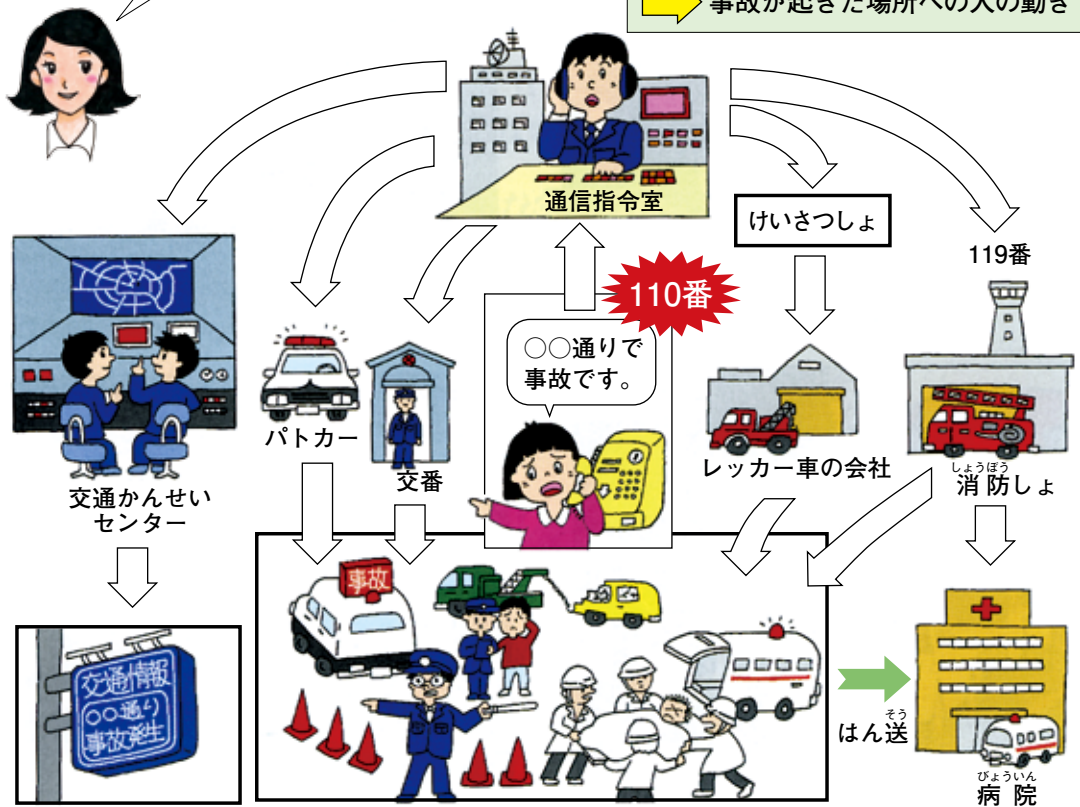 事故が起きた場所への人の動き
通信指令室
けいさつしょ
119番
110番
○○通りで
事故です。
パトカー
交番
レッカー車の会社
しょうぼう
消防しょ
交通かんせい
センター
事故
交通情報
○○通り
事故発生
そう
はん送
びょういん
病院